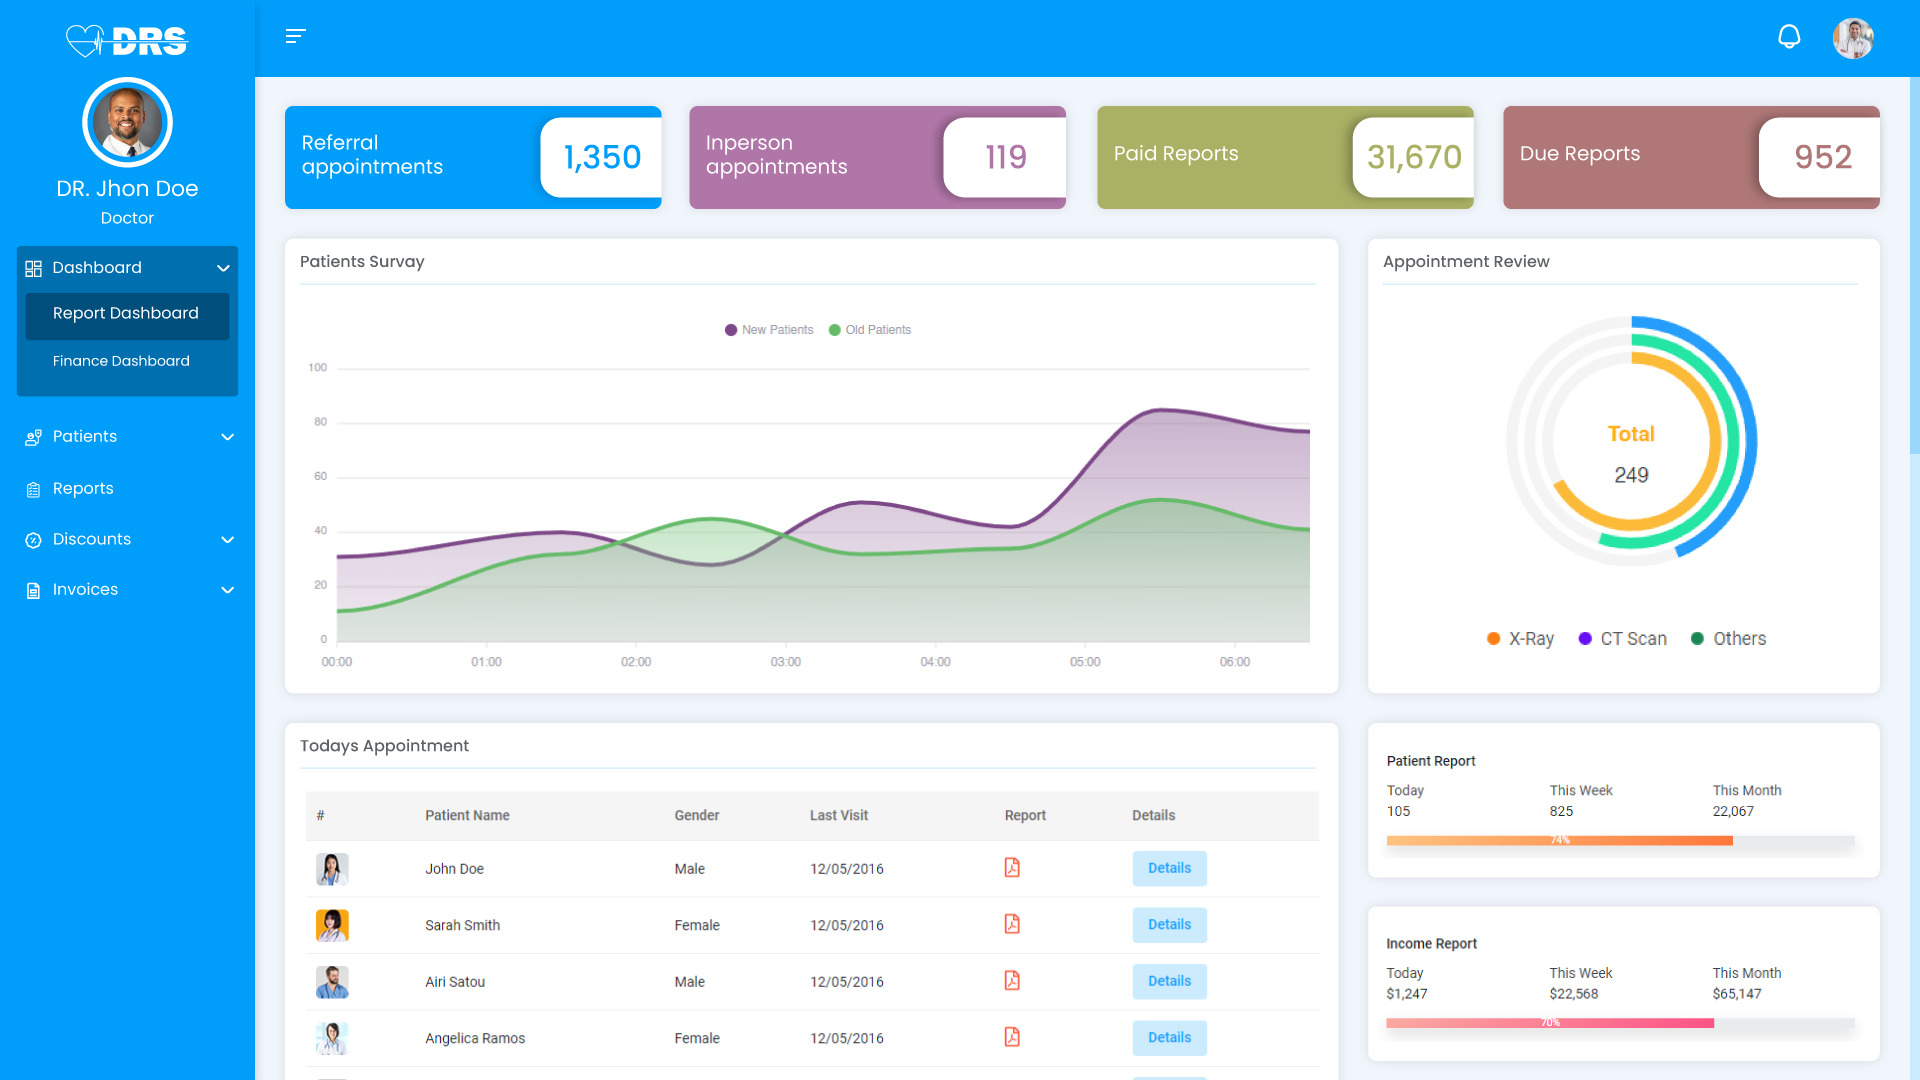 DRS
DR. Jhon Doe
Doctor
Dashboard
Report Dashboard
Finance Dashboard
Patients
Reports
Discounts
Invoices
Referral
appointments
1,350
Inperson
appointments
119
Paid Reports
31,670
Due Reports
952
Patients Survay
New Patients Old Patients
100
80
60
40
20
0
00:00 01:00 02:00 03:00 04:00 05:00 06:00
Appointment Review
Total
249
X-Ray CT Scan Others
Todays Appointment
# Patient Name Gender Last Visit Report Details
John Doe Male 12/05/2016 Details
Sarah Smith Female 12/05/2016 Details
Airi Satou Male 12/05/2016 Details
Angelica Ramos Female 12/05/2016 Details
Patient Report
Today This Week This Month
105 825 22,067
74%
Income Report
Today This Week This Month
$1,247 $22,568 $65,147
70%